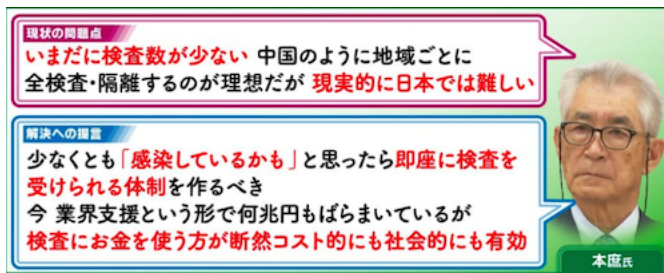 現状の問題点
いまだに検査数が少ない 中国のように地域ごとに
全検査・隔離するのが理想だが 現実的に日本では難しい
解決への提言
少なくとも「感染しているかも」と思ったら即座に検査を
受けられる体制を作るべき
今 業界支援という形で何兆円もばらまいているが
検査にお金を使う方が断然コスト的にも社会的にも有効
本庶氏